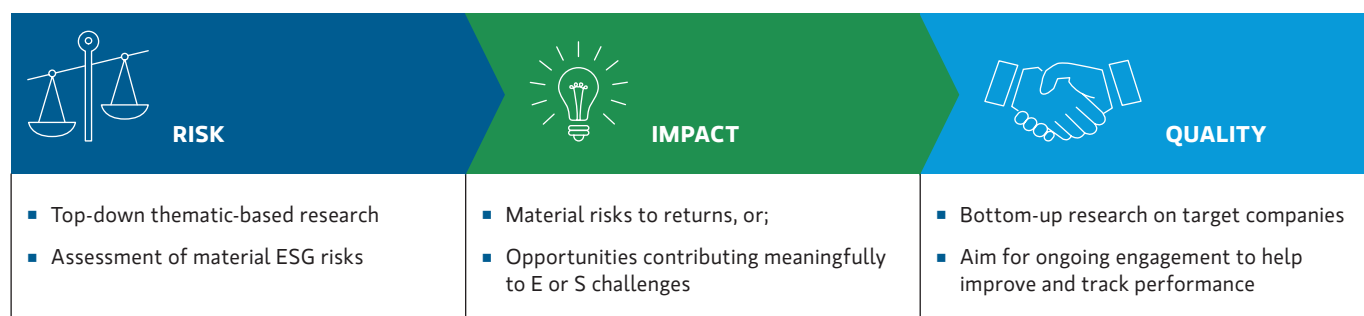 RISK
Top-down thematic-based research
Assessment of material ESG risks
IMPACT
Material risks to returns, or;
Opportunities contributing meaningfully
to E or S challenges
QUALITY
Bottom-up research on target companies
Aim for ongoing engagement to help
improve and track performance